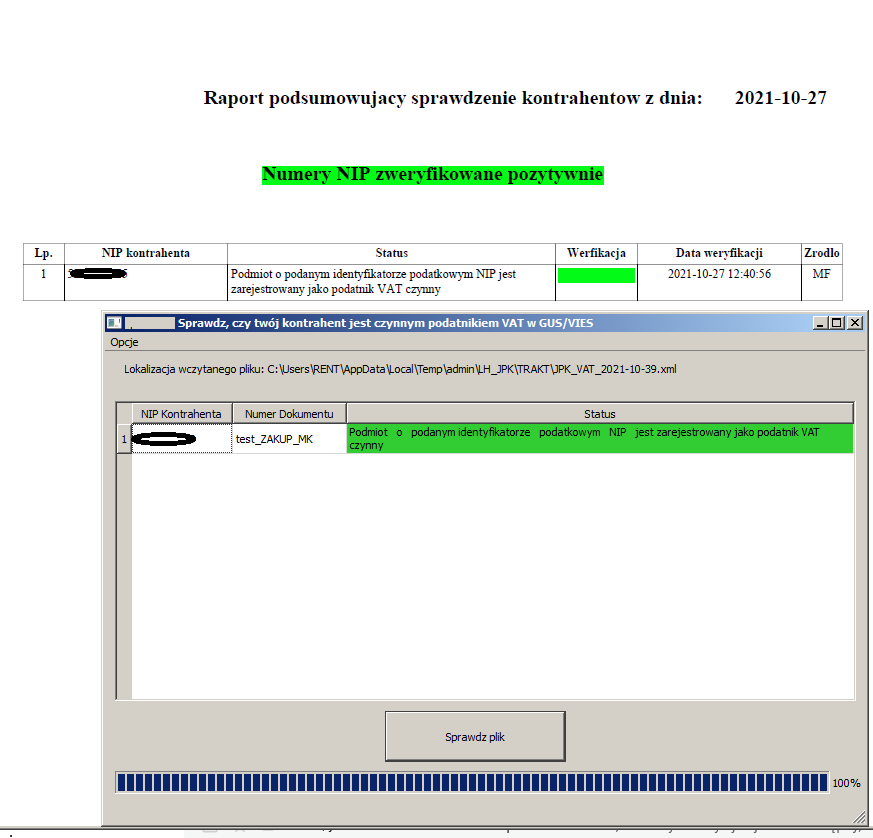 Raport podsumowujacy sprawdzenie kontrahentow z dnia: 2021-10-27
Numery NIP zweryfikowane pozytywnie
Lp. NIP kontrahenta Status Werfikacja Data weryfikacji Zrodlo
1 Podmiot o podanym identyfikatorze podatkowym NIP jest 2021-10-27 12:40:56 MF
zarejestrowany jako podatnik VAT czynny
Sprawdz, czy twój kontrahent jest czynnym podatnikiem VAT w GUS/VIES
Opcje
Lokalizacja wczytanego pliku: C:\Users\RENT\AppData\Local\Temp\admin\LH_JPK\TRAKT\JPK_VAT_2021-10-39.xml
NIP Kontrahenta Numer Dokumentu Status
1 test_ZAKUP_MK Podmiot o podanym identyfikatorze podatkowym NIP jest zarejestrowany jako podatnik VAT
czynny
Sprawdz plik
100%